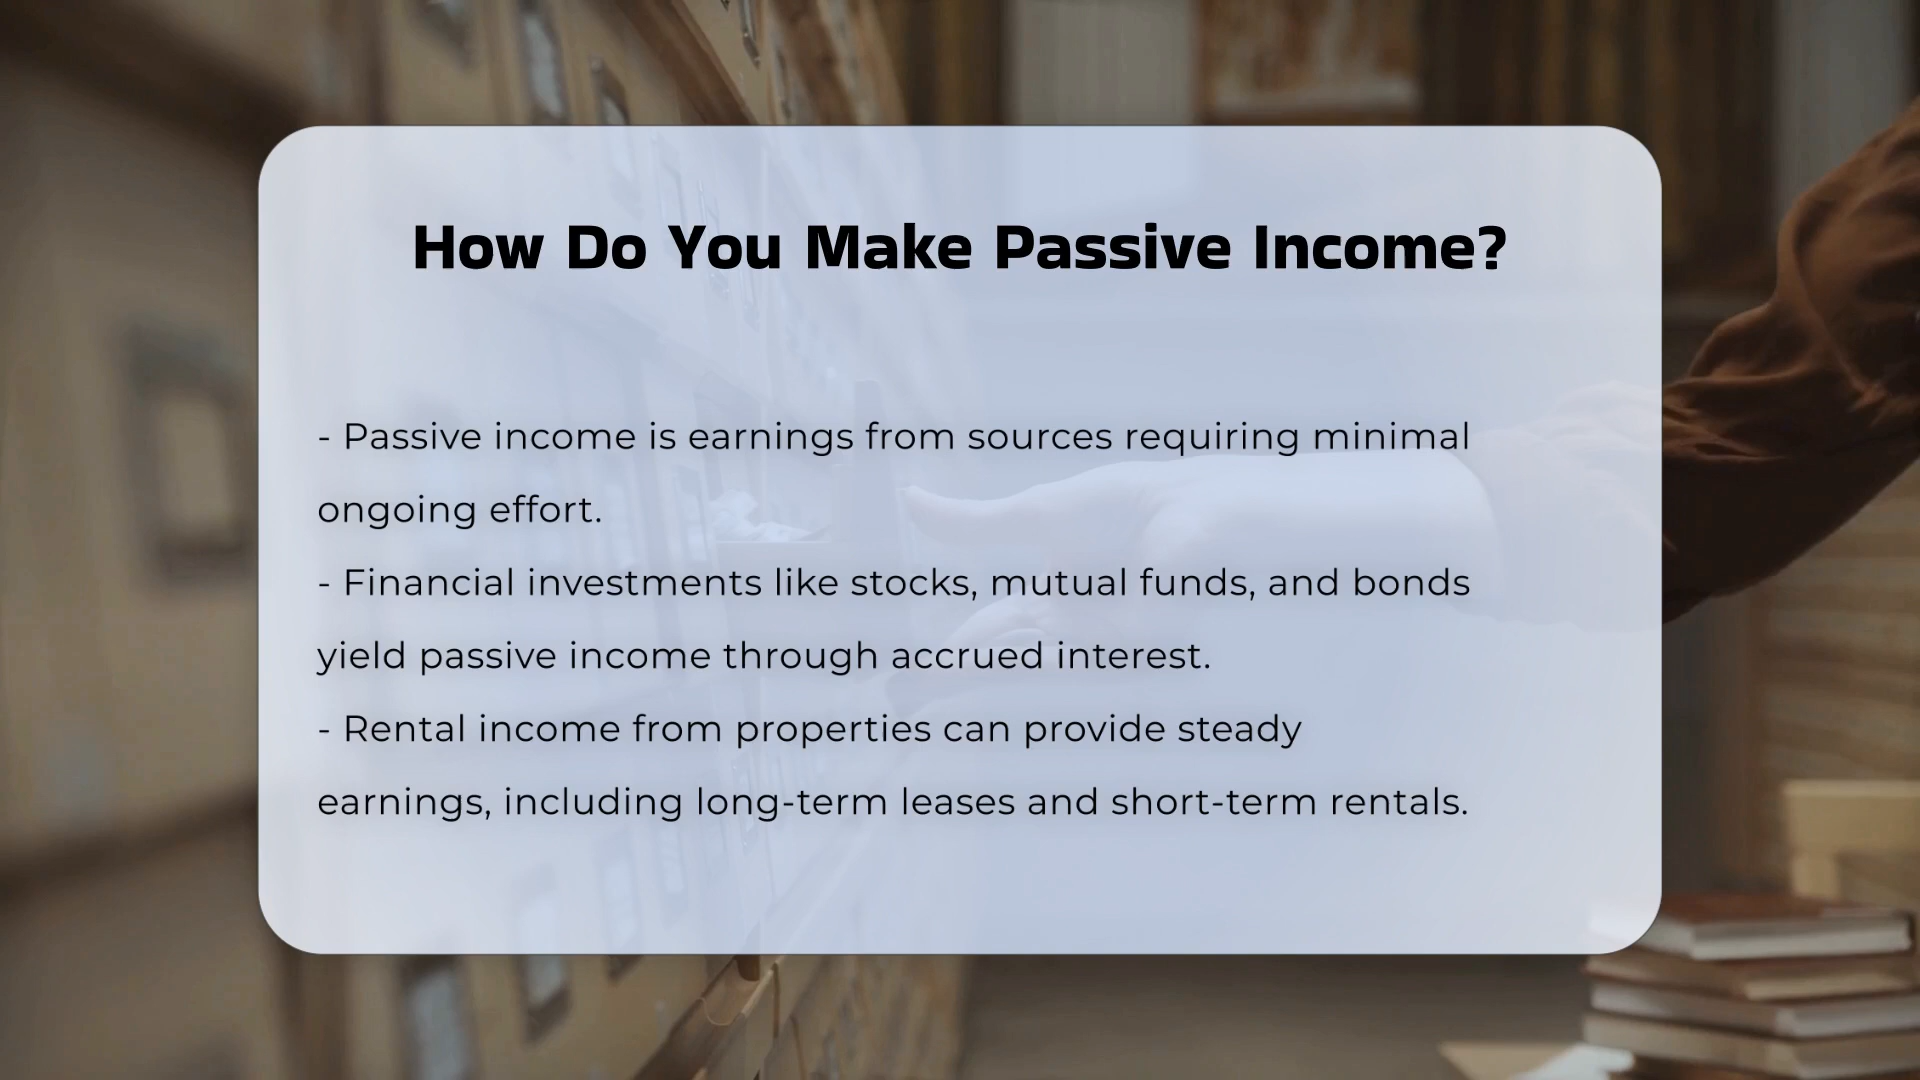 How Do You Make Passive Income?
- Passive income is earnings from sources requiring minimal
ongoing effort.
- Financial investments like stocks, mutual funds, and bonds
yield passive income through accrued interest.
- Rental income from properties can provide steady
earnings, including long-term leases and short-term rentals.